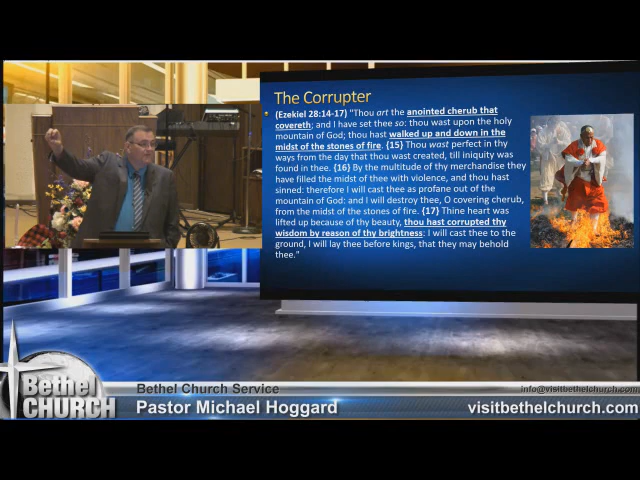 The Corrupter
(Ezekiel 28:14-17) "Thou art the anointed cherub that
covereth; and I have set thee so: thou wast upon the holy
mountain of God; thou hast walked up and down in the
midst of the stones of fire. {15} Thou wast perfect in thy
ways from the day that thou wast created, till iniquity was
found in thee. {16} By the multitude of thy merchandise they
have filled the midst of thee with violence, and thou hast
sinned: therefore I will cast thee as profane out of the
mountain of God: and I will destroy thee, O covering cherub,
from the midst of the stones of fire. {17} Thine heart was
lifted up because of thy beauty, thou hast corrupted thy
wisdom by reason of thy brightness: I will cast thee to the
ground, I will lay thee before kings, that they may behold
thee."
Bethel
CHURCH
Bethel Church Service
info@visitbethelchurch.com
Pastor Michael Hoggard
visitbethelchurch.com